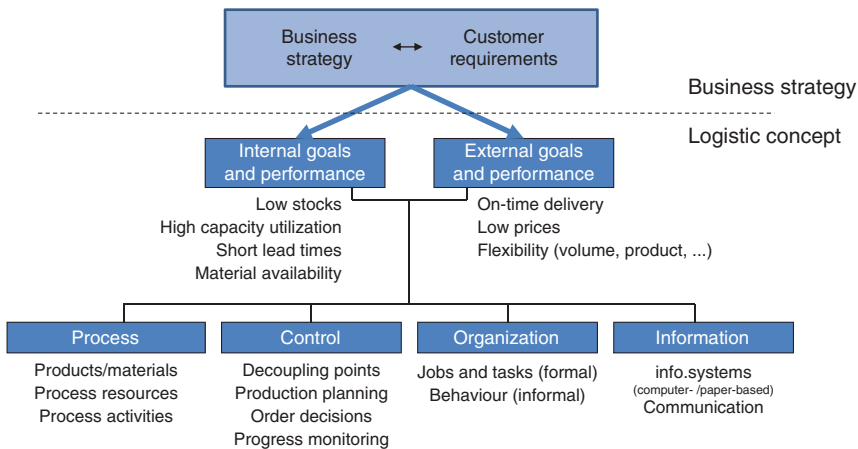 Business
strategy
Customer
requirements
Business strategy
Logistic concept
Internal goals
and performance
External goals
and performance
Low stocks
High capacity utilization
Short lead times
Material availability
On-time delivery
Low prices
Flexibility (volume, product, ...)
Process
Control
Organization
Information
Products/materials
Process resources
Process activities
Decoupling points
Production planning
Order decisions
Progress monitoring
Jobs and tasks (formal)
Behaviour (informal)
info.systems
(computer- /paper-based)
Communication